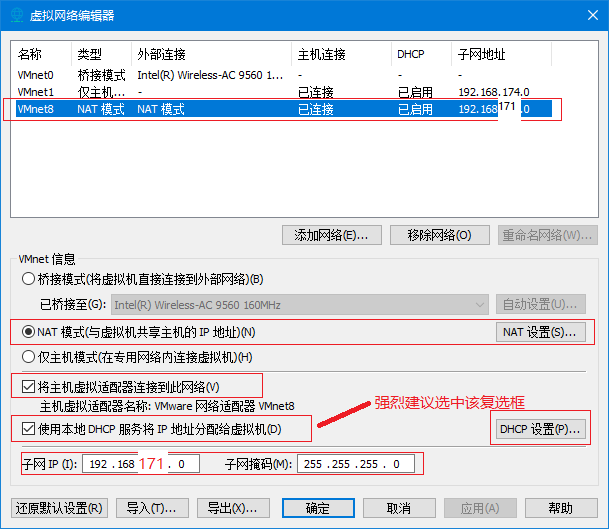 虚拟网络编辑器
名称 类型 外部连接 主机连接 DHCP 子网地址
VMnet0 桥接模式 Intel(R) Wireless-AC 9560 1... - - -
VMnet1 仅主机... - 已连接 已启用 192.168.174.0
VMnet8 NAT 模式 NAT 模式 已连接 已启用 192.168.171.0
添加网络(E)... 移除网络(O) 重命名网络(W)...
VMnet 信息
桥接模式(将虚拟机直接连接到外部网络)(B)
已桥接至(G): Intel(R) Wireless-AC 9560 160MHz 自动设置(U)...
NAT 模式(与虚拟机共享主机的 IP 地址)(N) NAT 设置(S)...
仅主机模式(在专用网络内连接虚拟机)(H)
将主机虚拟适配器连接到此网络(V)
主机虚拟适配器名称: VMware 网络适配器 VMnet8
强烈建议选中该复选框
使用本地 DHCP 服务将 IP 地址分配给虚拟机(D) DHCP 设置(P)...
子网 IP (I): 192 .168 .171 . 0 子网掩码(M): 255 .255 .255 . 0
还原默认设置(R) 导入(T)... 导出(X)... 确定 取消 应用(A) 帮助